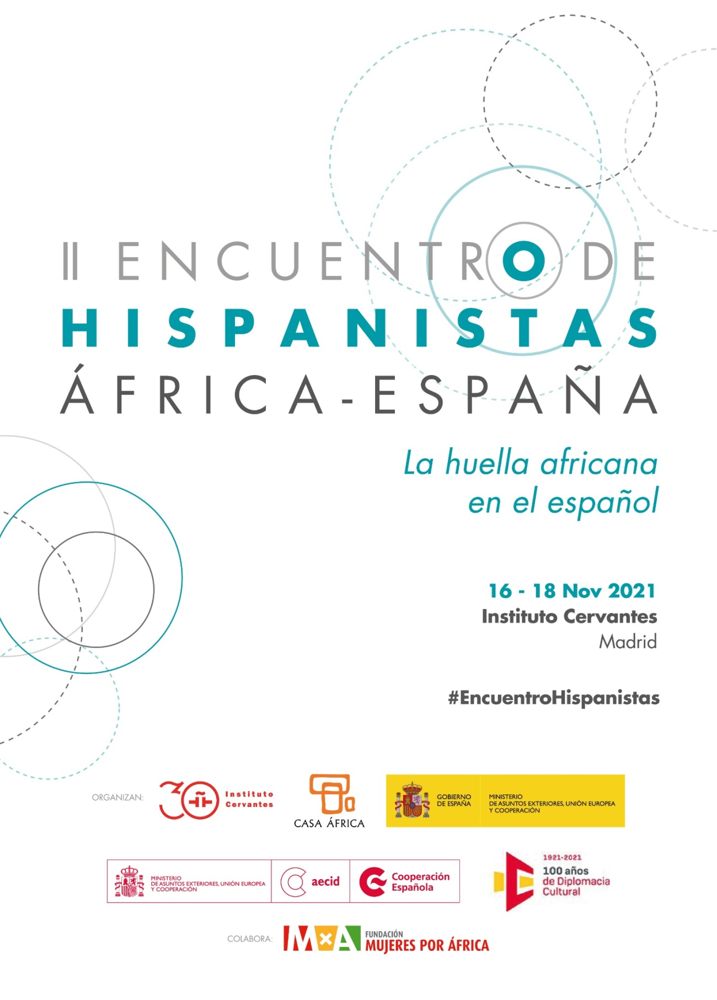 II ENCUENTRO DE
HISPANISTAS
ÁFRICA-ESPAÑA
La huella africana
en el español
16 - 18 Nov 2021
Instituto Cervantes
Madrid
#EncuentroHispanistas
ORGANIZAN:
30
Instituto
Cervantes
CASA ÁFRICA
GOBIERNO
DE ESPAÑA
MINISTERIO
DE ASUNTOS EXTERIORES, UNIÓN EUROPEA
Y COOPERACIÓN
MINISTERIO
DE ASUNTOS EXTERIORES, UNIÓN EUROPEA
Y COOPERACIÓN
aecid
Cooperación
Española
1921-2021
100 años
de Diplomacia
Cultural
COLABORA:
MxA
FUNDACIÓN
MUJERES POR ÁFRICA